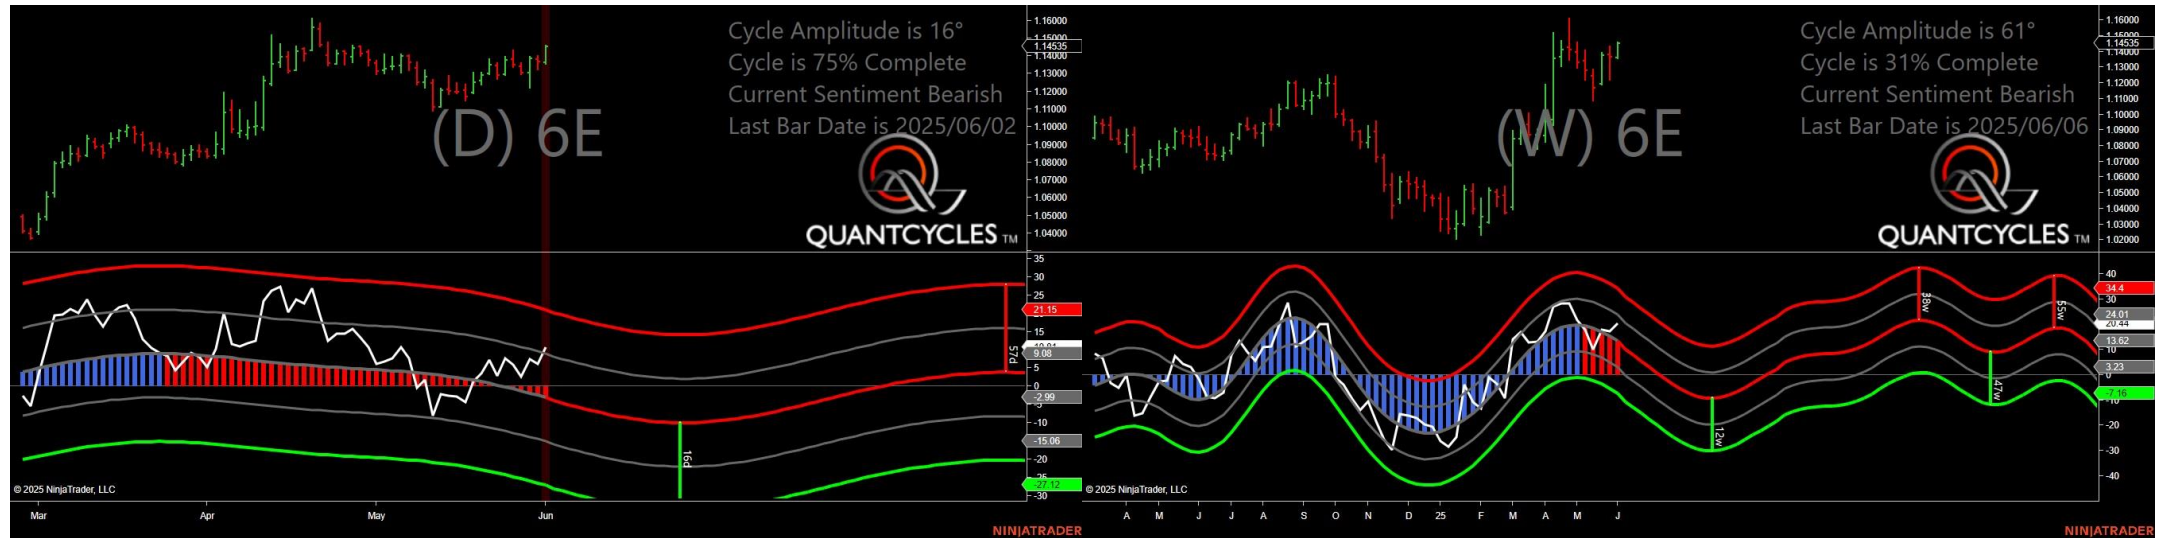 Cycle Amplitude is 16°
Cycle is 75% Complete
Current Sentiment Bearish
Last Bar Date is 2025/06/02
(D) 6E
QUANTCYCLES TM
1.16000
1.14535
1.14000
1.13000
1.12000
1.11000
1.10000
1.09000
1.08000
1.07000
1.06000
1.05000
1.04000
35
30
25
21.15
15
9.08
5
0
-2.99
-10
-15.06
-20
-27.12
-30
57d
16d
© 2025 NinjaTrader, LLC
Mar Apr May Jun
NINJATRADER
Cycle Amplitude is 61°
Cycle is 31% Complete
Current Sentiment Bearish
Last Bar Date is 2025/06/06
(W) 6E
QUANTCYCLES TM
1.16000
1.14535
1.14000
1.13000
1.12000
1.11000
1.10000
1.09000
1.08000
1.07000
1.06000
1.05000
1.04000
1.03000
1.02000
40
34.4
30
24.01
20.44
13.62
10
3.23
0
-7.16
-10
-20
-30
-40
38w
55w
47w
12w
© 2025 NinjaTrader, LLC
A M J J A S O N D 25 F M A M J
NINJATRADER